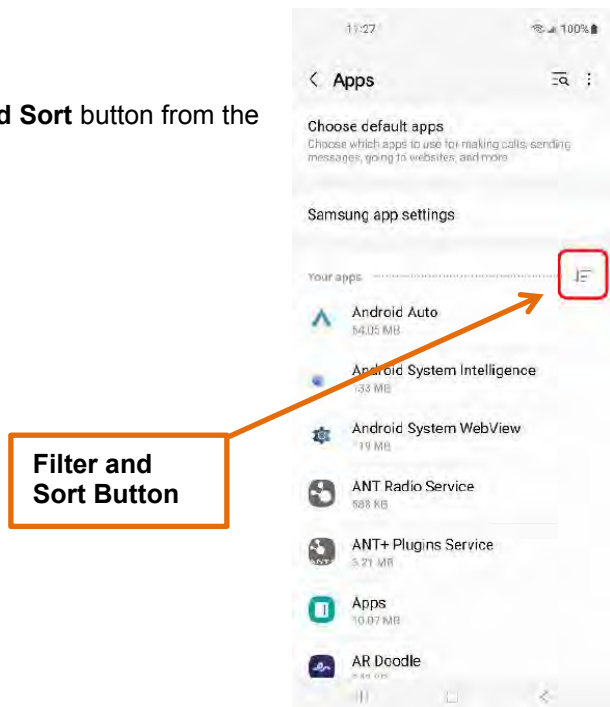 11:27 100%
Apps
d Sort button from the
Choose default apps
Choose which apps to use for making calls, sending
messages, going to websites, and more
Samsung app settings
Your apps
Android Auto
54.05 MB
Android System Intelligence
133 MB
Android System WebView
MB
ANT Radio Service
KB
Filter and
Sort Button
ANT+ Plugins Service
5.21 MB
Apps
10.07 MB
AR Doodle